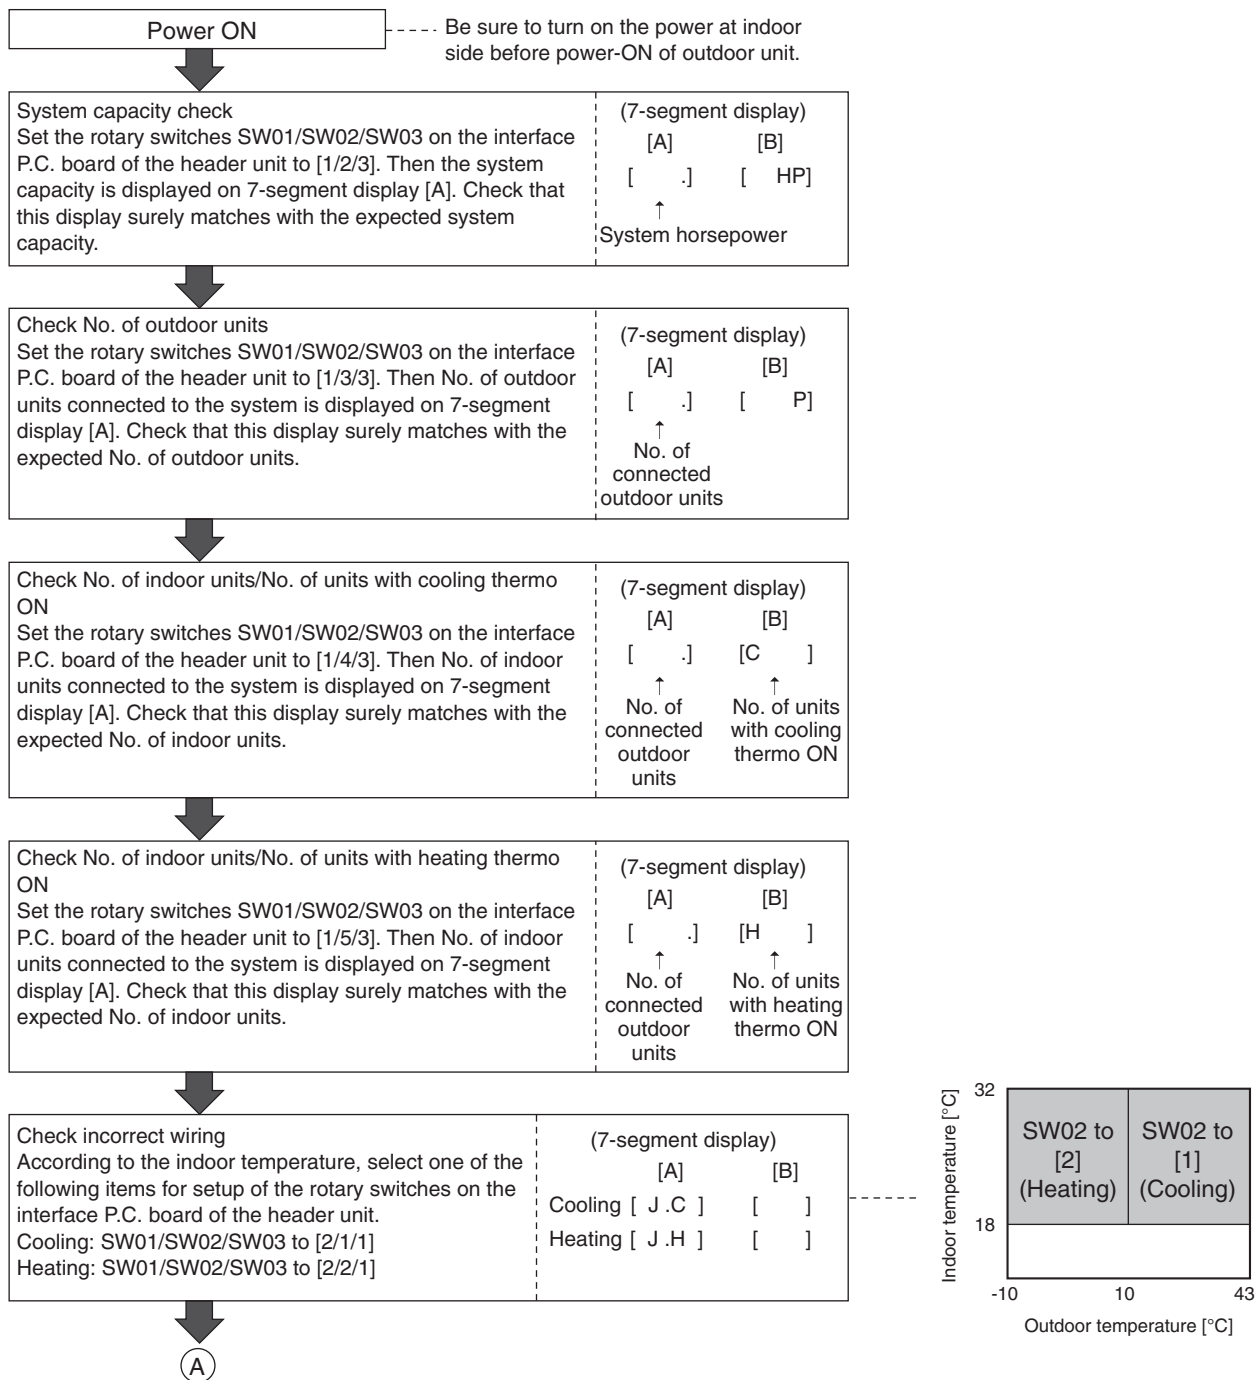 Power ON
Be sure to turn on the power at indoor
side before power-ON of outdoor unit.
System capacity check
Set the rotary switches SW01/SW02/SW03 on the interface
P.C. board of the header unit to [1/2/3]. Then the system
capacity is displayed on 7-segment display [A]. Check that
this display surely matches with the expected system
capacity.
(7-segment display)
[A] [B]
[ .] [ HP]
↑
System horsepower
Check No. of outdoor units
Set the rotary switches SW01/SW02/SW03 on the interface
P.C. board of the header unit to [1/3/3]. Then No. of outdoor
units connected to the system is displayed on 7-segment
display [A]. Check that this display surely matches with the
expected No. of outdoor units.
(7-segment display)
[A] [B]
[ .] [ P]
↑
No. of
connected
outdoor units
Check No. of indoor units/No. of units with cooling thermo
ON
Set the rotary switches SW01/SW02/SW03 on the interface
P.C. board of the header unit to [1/4/3]. Then No. of indoor
units connected to the system is displayed on 7-segment
display [A]. Check that this display surely matches with the
expected No. of indoor units.
(7-segment display)
[A] [B]
[ .] [C ]
↑ ↑
No. of No. of units
connected with cooling
outdoor thermo ON
units
Check No. of indoor units/No. of units with heating thermo
ON
Set the rotary switches SW01/SW02/SW03 on the interface
P.C. board of the header unit to [1/5/3]. Then No. of indoor
units connected to the system is displayed on 7-segment
display [A]. Check that this display surely matches with the
expected No. of indoor units.
(7-segment display)
[A] [B]
[ .] [H ]
↑ ↑
No. of No. of units
connected with heating
outdoor thermo ON
units
Check incorrect wiring
According to the indoor temperature, select one of the
following items for setup of the rotary switches on the
interface P.C. board of the header unit.
Cooling: SW01/SW02/SW03 to [2/1/1]
Heating: SW01/SW02/SW03 to [2/2/1]
(7-segment display)
[A] [B]
Cooling [ J .C ] [ ]
Heating [ J .H ] [ ]
Indoor temperature [°C]
32
18
SW02 to
[2]
(Heating)
SW02 to
[1]
(Cooling)
-10 10 43
Outdoor temperature [°C]
A